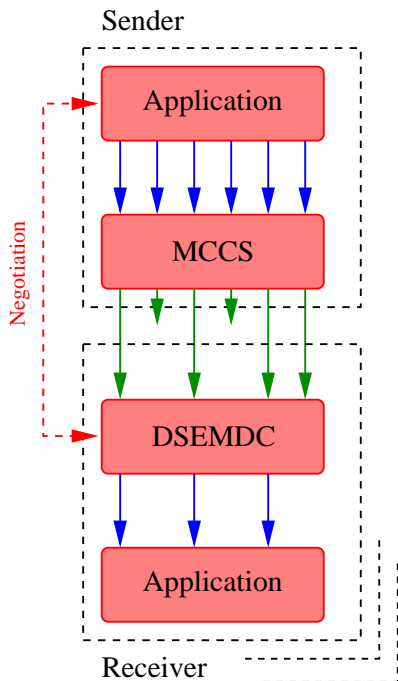 Sender
Application
MCCS
Negotiation
DSEMDC
Application
Receiver